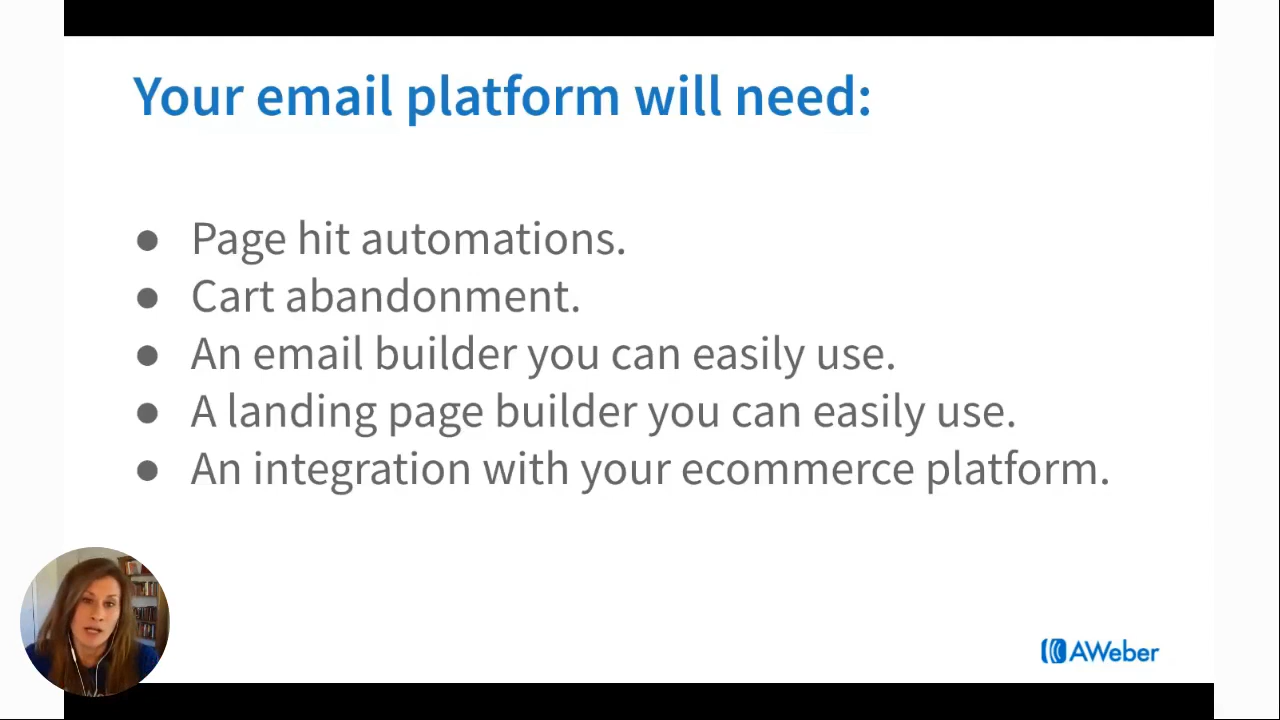 Your email platform will need:
● Page hit automations.
● Cart abandonment.
● An email builder you can easily use.
● A landing page builder you can easily use.
● An integration with your ecommerce platform.
AWeber